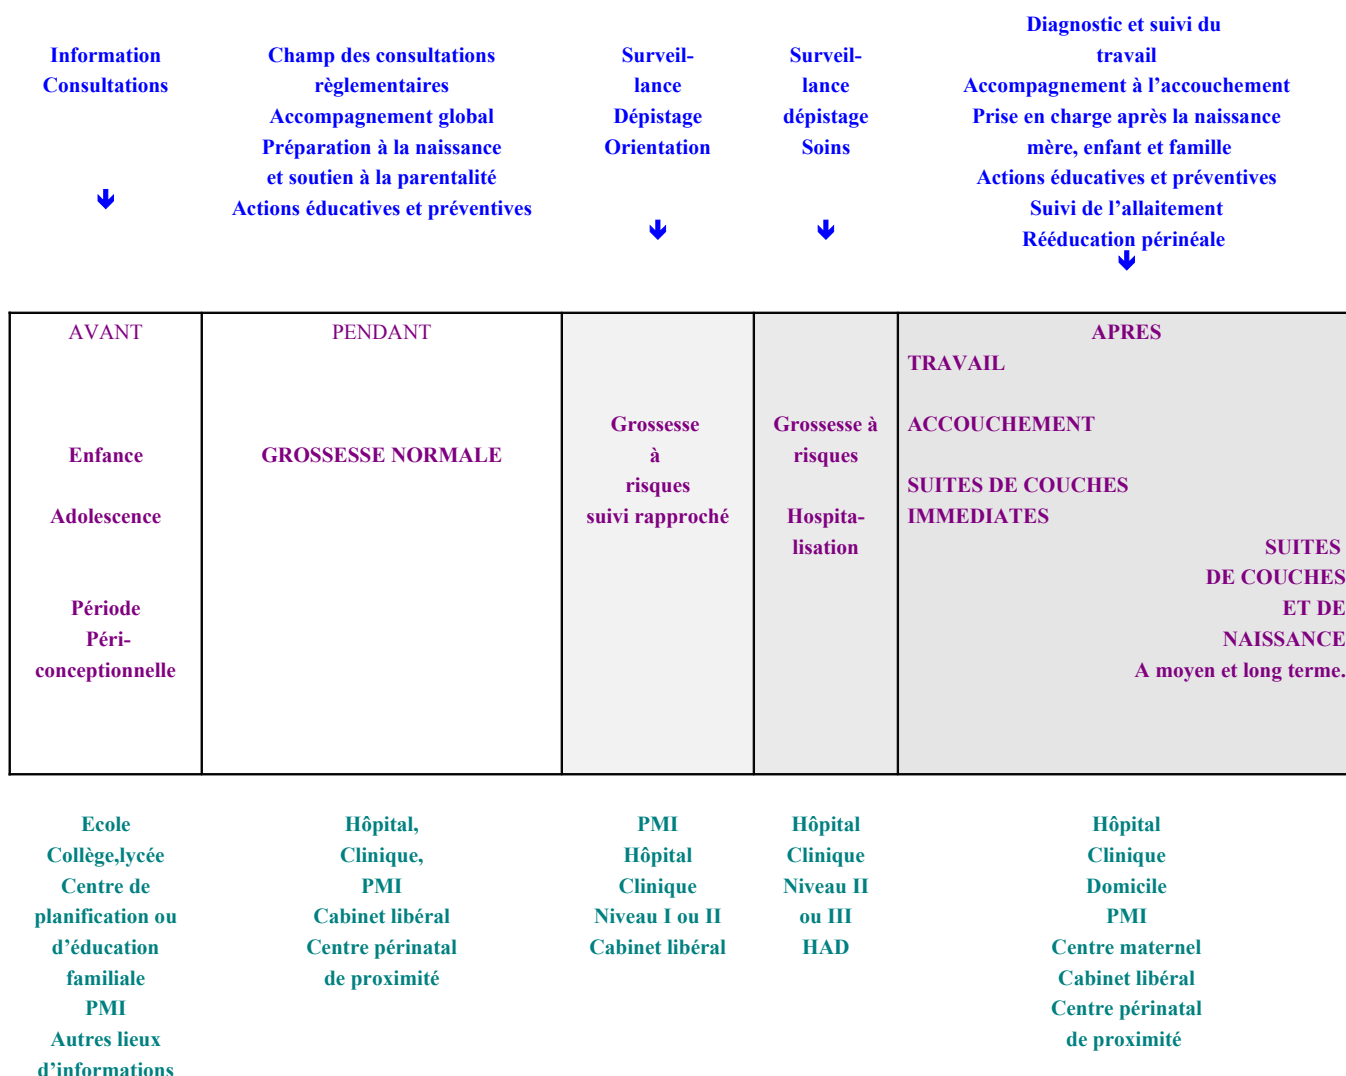 Information
Consultations
Champ des consultations
règlementaires
Accompagnement global
Préparation à la naissance
et soutien à la parentalité
Actions éducatives et préventives
Surveil-
lance
Dépistage
Orientation
Surveil-
lance
dépistage
Soins
Diagnostic et suivi du
travail
Accompagnement à l’accouchement
Prise en charge après la naissance
mère, enfant et famille
Actions éducatives et préventives
Suivi de l’allaitement
Rééducation périnéale
AVANT
Enfance
Adolescence
Période
Péri-
conceptionnelle
PENDANT
GROSSESSE NORMALE
Grossesse
à
risques
suivi rapproché
Grossesse à
risques
Hospita-
lisation
APRES
TRAVAIL
ACCOUCHEMENT
SUITES DE COUCHES
IMMEDIATES
SUITES
DE COUCHES
ET DE
NAISSANCE
A moyen et long terme.
Ecole
Collège,lycée
Centre de
planification ou
d’éducation
familiale
PMI
Autres lieux
d’informations
Hôpital,
Clinique,
PMI
Cabinet libéral
Centre périnatal
de proximité
PMI
Hôpital
Clinique
Niveau I ou II
Cabinet libéral
Hôpital
Clinique
Niveau II
ou III
HAD
Hôpital
Clinique
Domicile
PMI
Centre maternel
Cabinet libéral
Centre périnatal
de proximité